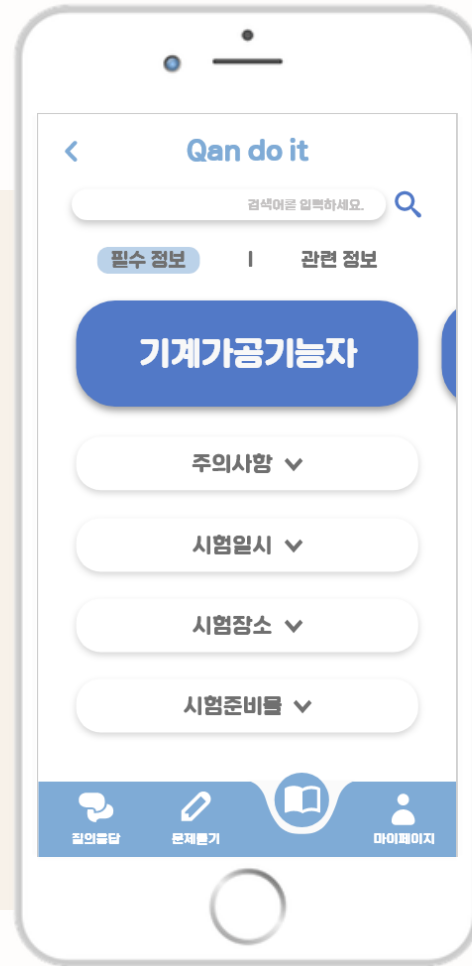 Qan do it
검색어를 입력하세요.
필수 정보 | 관련 정보
기계가공기능자
주의사항
시험일시
시험장소
시험준비물
질의응답 문제풀기 마이페이지